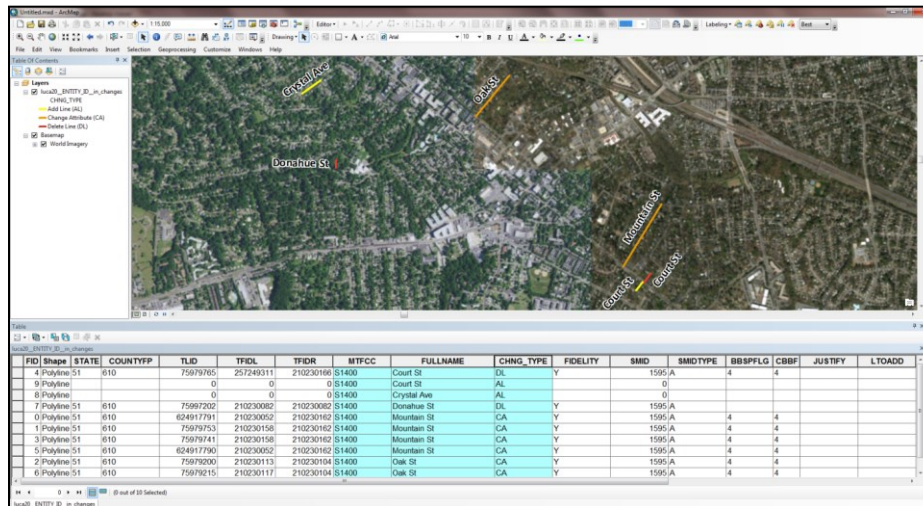 Untitled.mxd - ArcMap
1:15,000
Editor
Labeling
Best
Drawing
Arial
10
B I U A
File Edit View Bookmarks Insert Selection Geoprocessing Customize Windows Help
Table Of Contents
Layers
luca20__ENTITY_ID__in_changes
CHNG_TYPE
Add Line (AL)
Change Attribute (CA)
Delete Line (DL)
Basemap
World Imagery
Crystal Ave
Oak St
Donahue St
Mountain St
Court St
Court St
Table
luca20__ENTITY_ID__in_changes
FID Shape STATE COUNTYFP TLID TFIDL TFIDR MTFCC FULLNAME CHNG_TYPE FIDELITY SMID SMIDTYPE BBSPFLG CBBF JUSTIFY LTOADD
4 Polyline 51 610 75979765 257249311 210230166 S1400 Court St DL Y 1595 A 4 4
9 Polyline 0 0 0 S1400 Court St AL 0
8 Polyline 0 0 0 S1400 Crystal Ave AL 0
7 Polyline 51 610 75997202 210230082 210230082 S1400 Donahue St DL Y 1595 A
0 Polyline 51 610 624917791 210230052 210230162 S1400 Mountain St CA Y 1595 A 4 4
1 Polyline 51 610 75979753 210230158 210230162 S1400 Mountain St CA Y 1595 A 4 4
3 Polyline 51 610 75979741 210230158 210230162 S1400 Mountain St CA Y 1595 A 4 4
5 Polyline 51 610 624917790 210230052 210230162 S1400 Mountain St CA Y 1595 A 4 4
2 Polyline 51 610 75979200 210230113 210230104 S1400 Oak St CA Y 1595 A 4 4
6 Polyline 51 610 75979215 210230117 210230104 S1400 Oak St CA Y 1595 A 4 4
0 (0 out of 10 Selected)
luca20__ENTITY_ID__in_changes